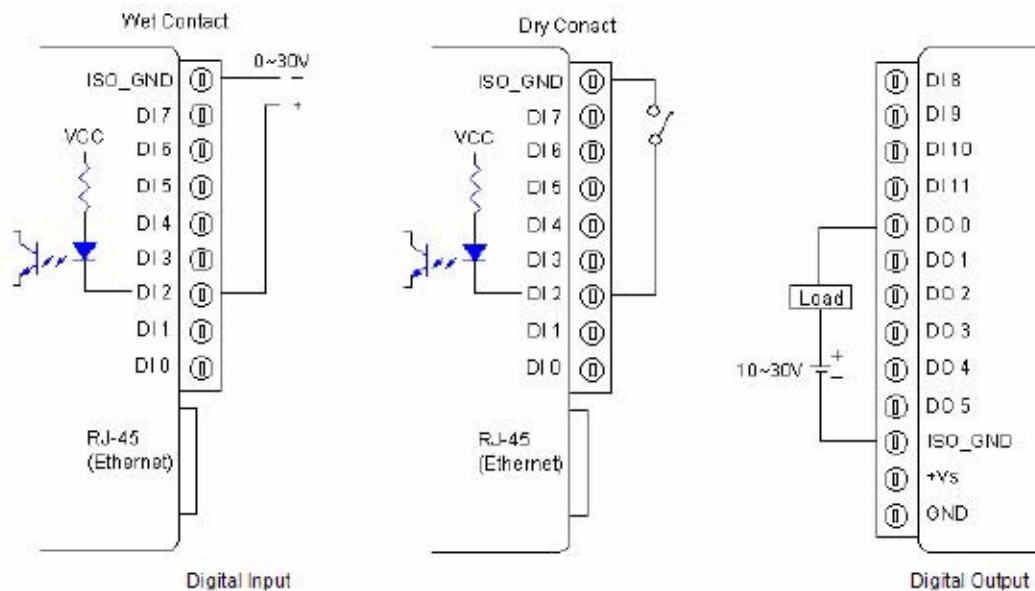 Wet Contact
0~30V
−
+
ISO_GND
DI 7
DI 6
DI 5
DI 4
DI 3
DI 2
DI 1
DI 0
VCC
RJ-45
(Ethernet)
Dry Conact
ISO_GND
DI 7
DI 6
DI 5
DI 4
DI 3
DI 2
DI 1
DI 0
VCC
RJ-45
(Ethernet)
Digital Input
DI 8
DI 9
DI 10
DI 11
DO 0
DO 1
DO 2
DO 3
DO 4
DO 5
ISO_GND
+Vs
GND
Load
10~30V
+
−
Digital Output